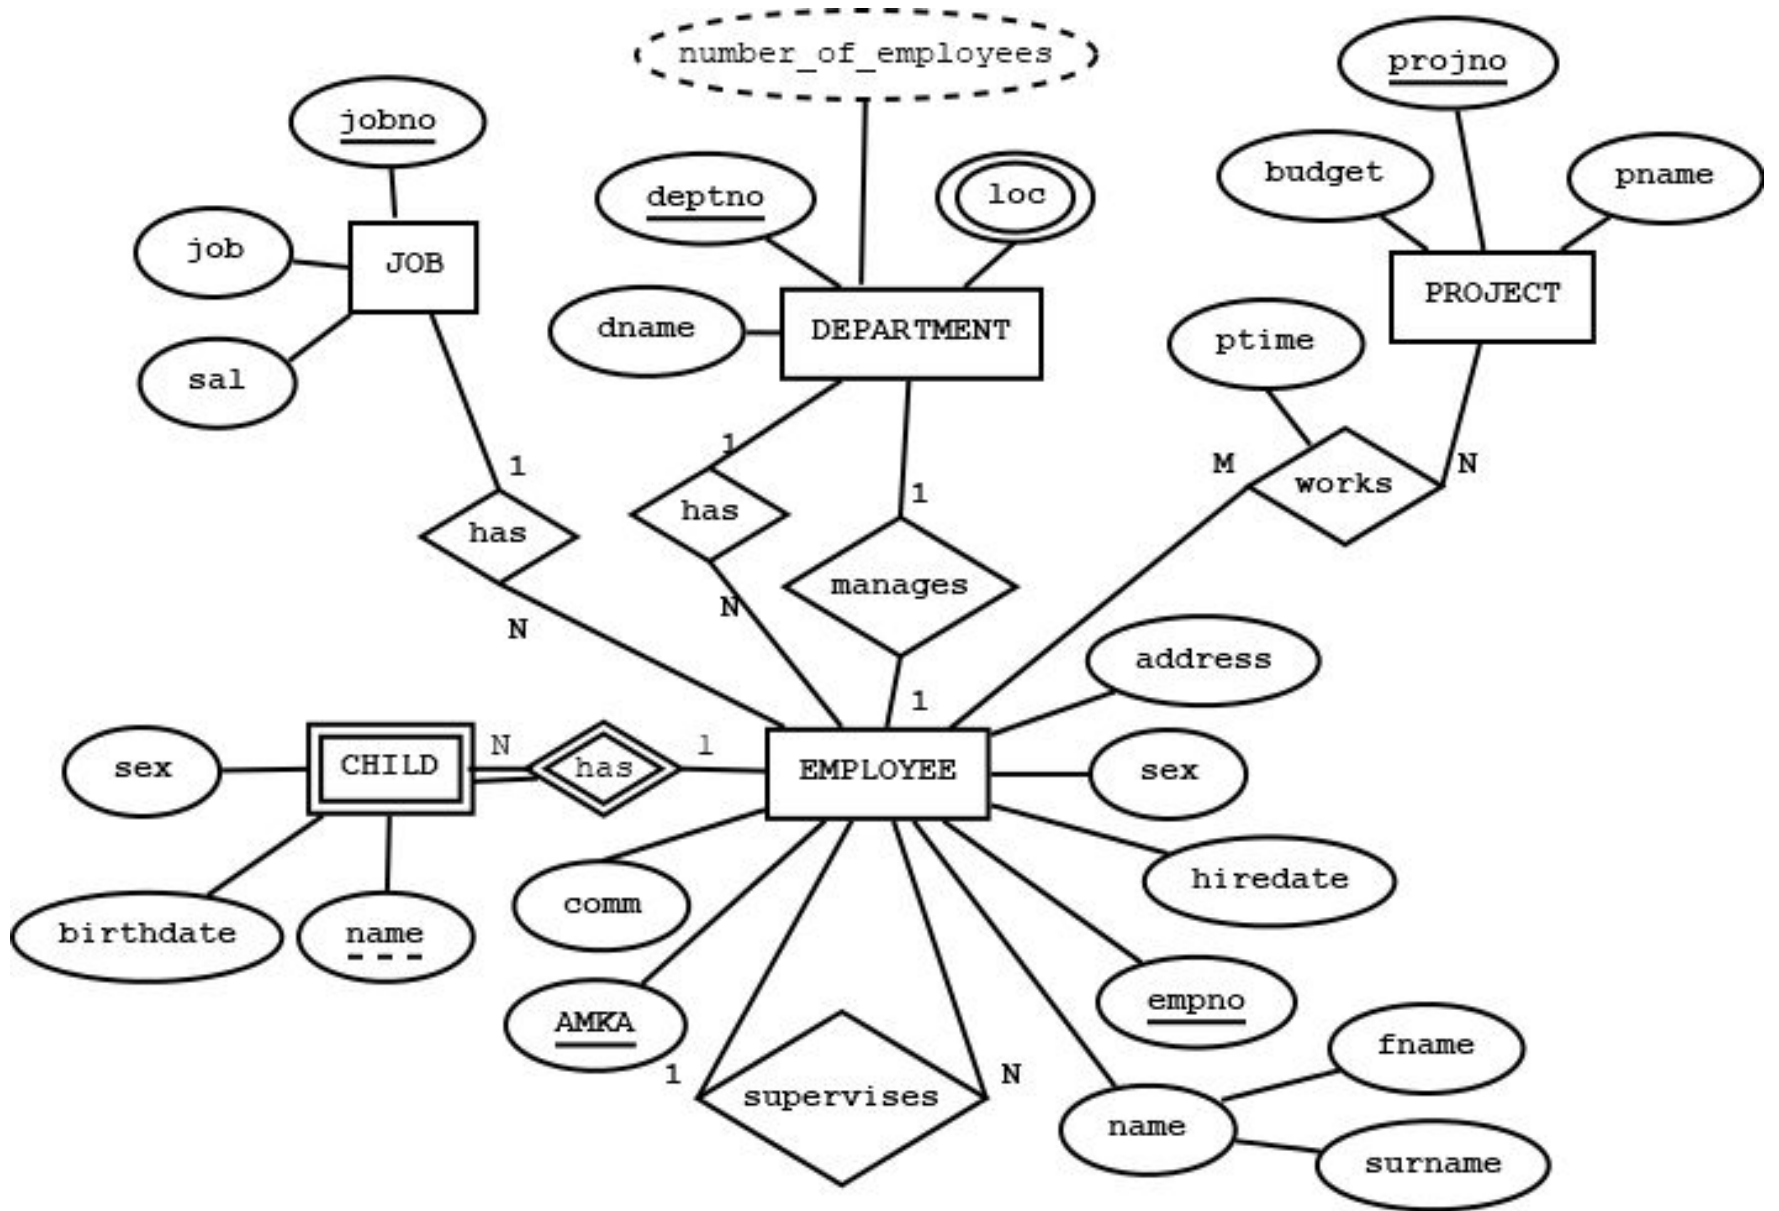 number_of_employees
projno
jobno
budget
pname
deptno
loc
job
JOB
PROJECT
dname
DEPARTMENT
ptime
sal
1
1
M
N
works
1
has
has
manages
N
N
address
1
sex
CHILD
N
has
1
EMPLOYEE
sex
hiredate
birthdate
name
comm
empno
AMKA
fname
1
supervises
N
name
surname